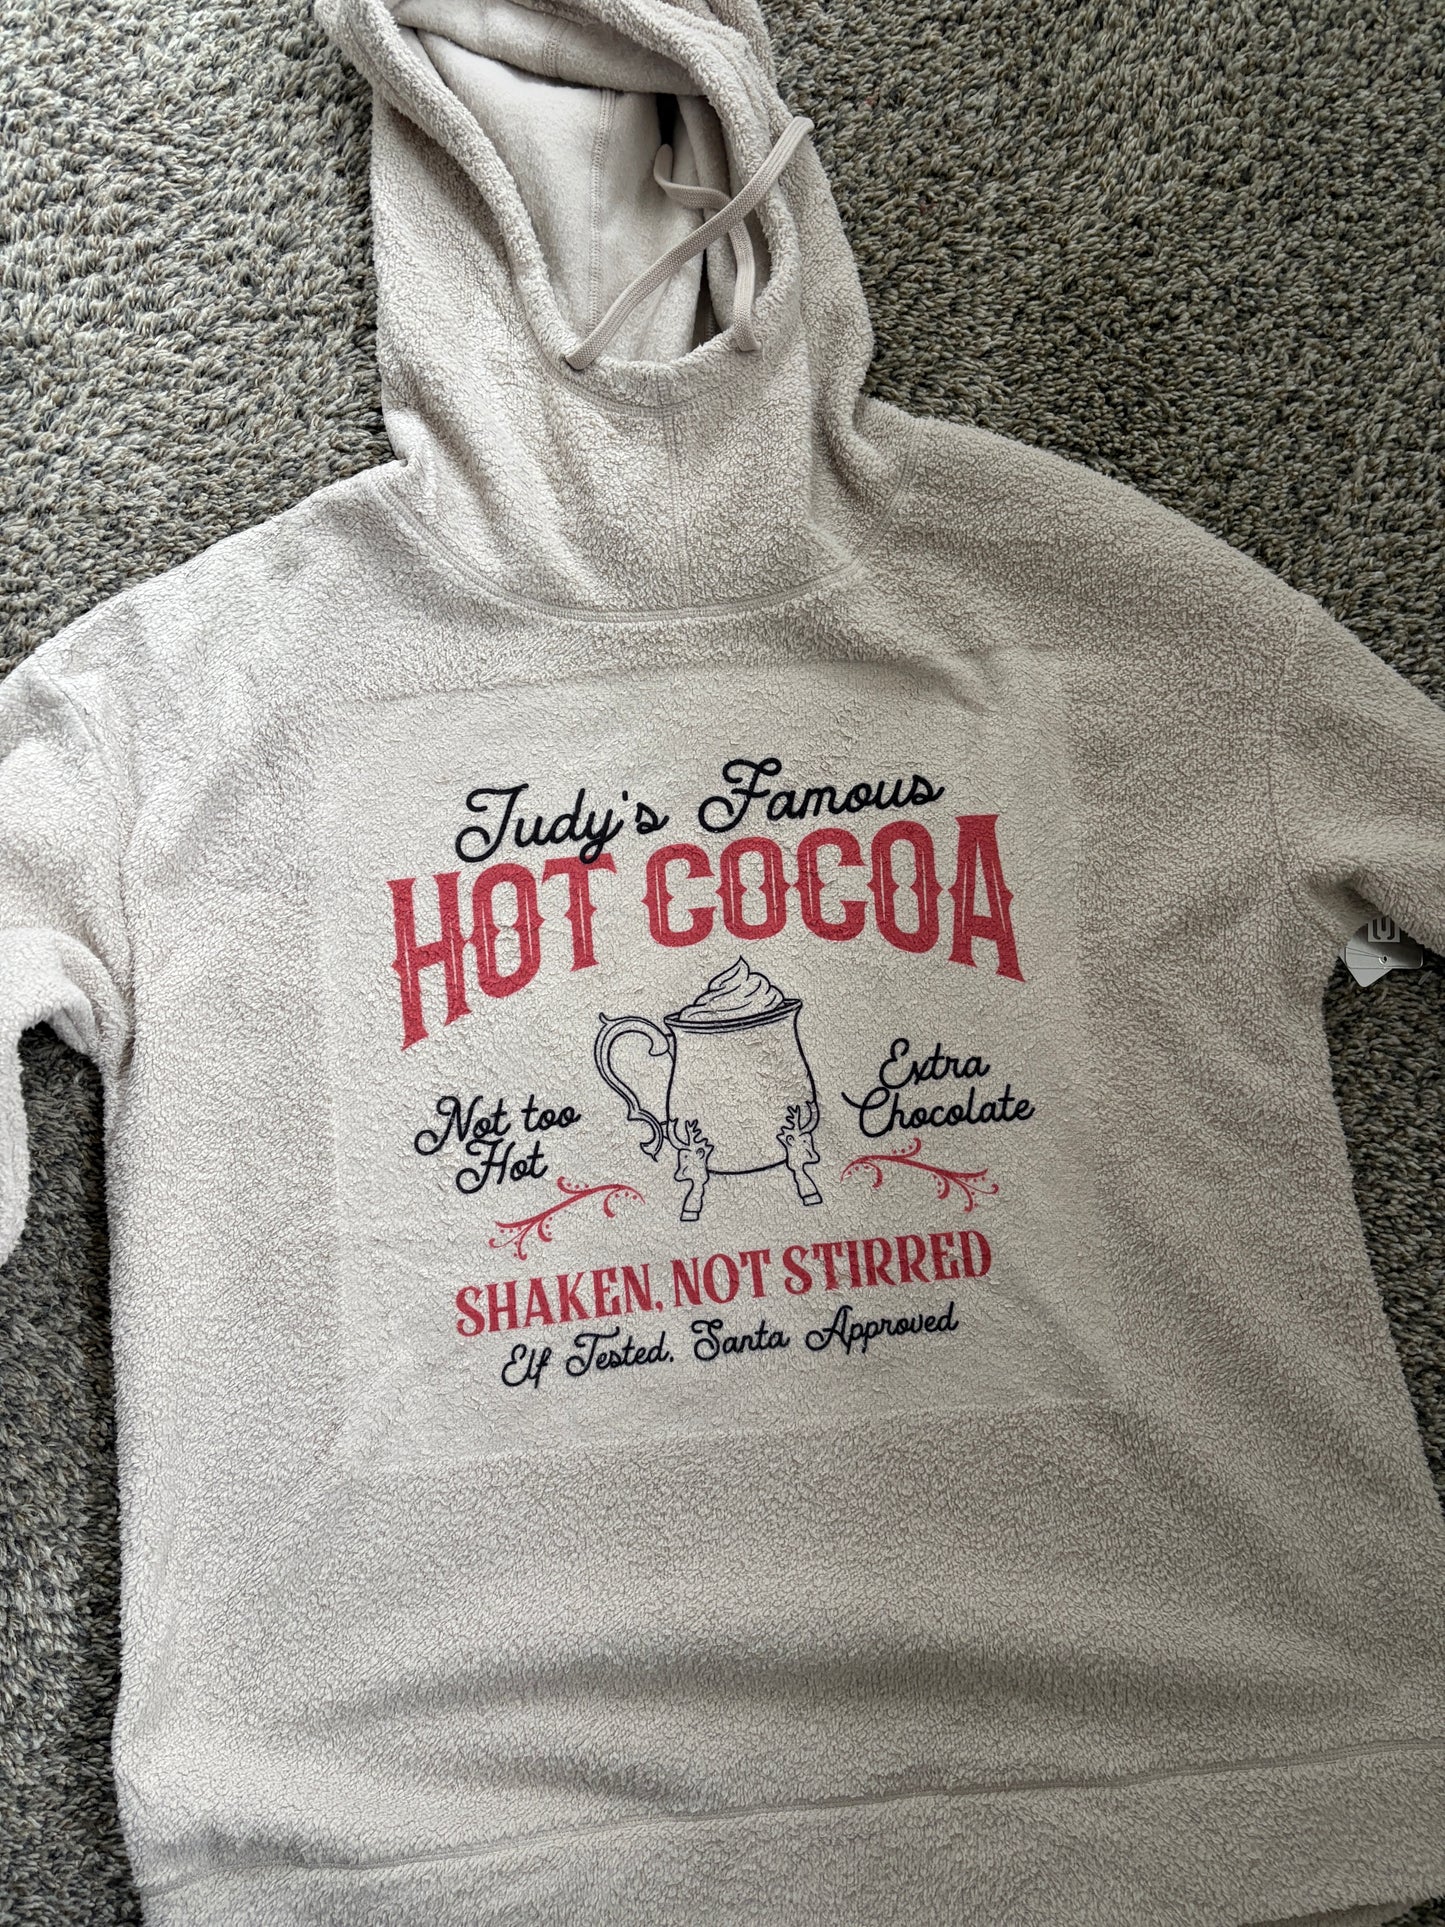 Judy's Famous
HOT COCOA
Not too
Hot
Extra
Chocolate
SHAKEN, NOT STIRRED
Elf Tested. Santa Approved